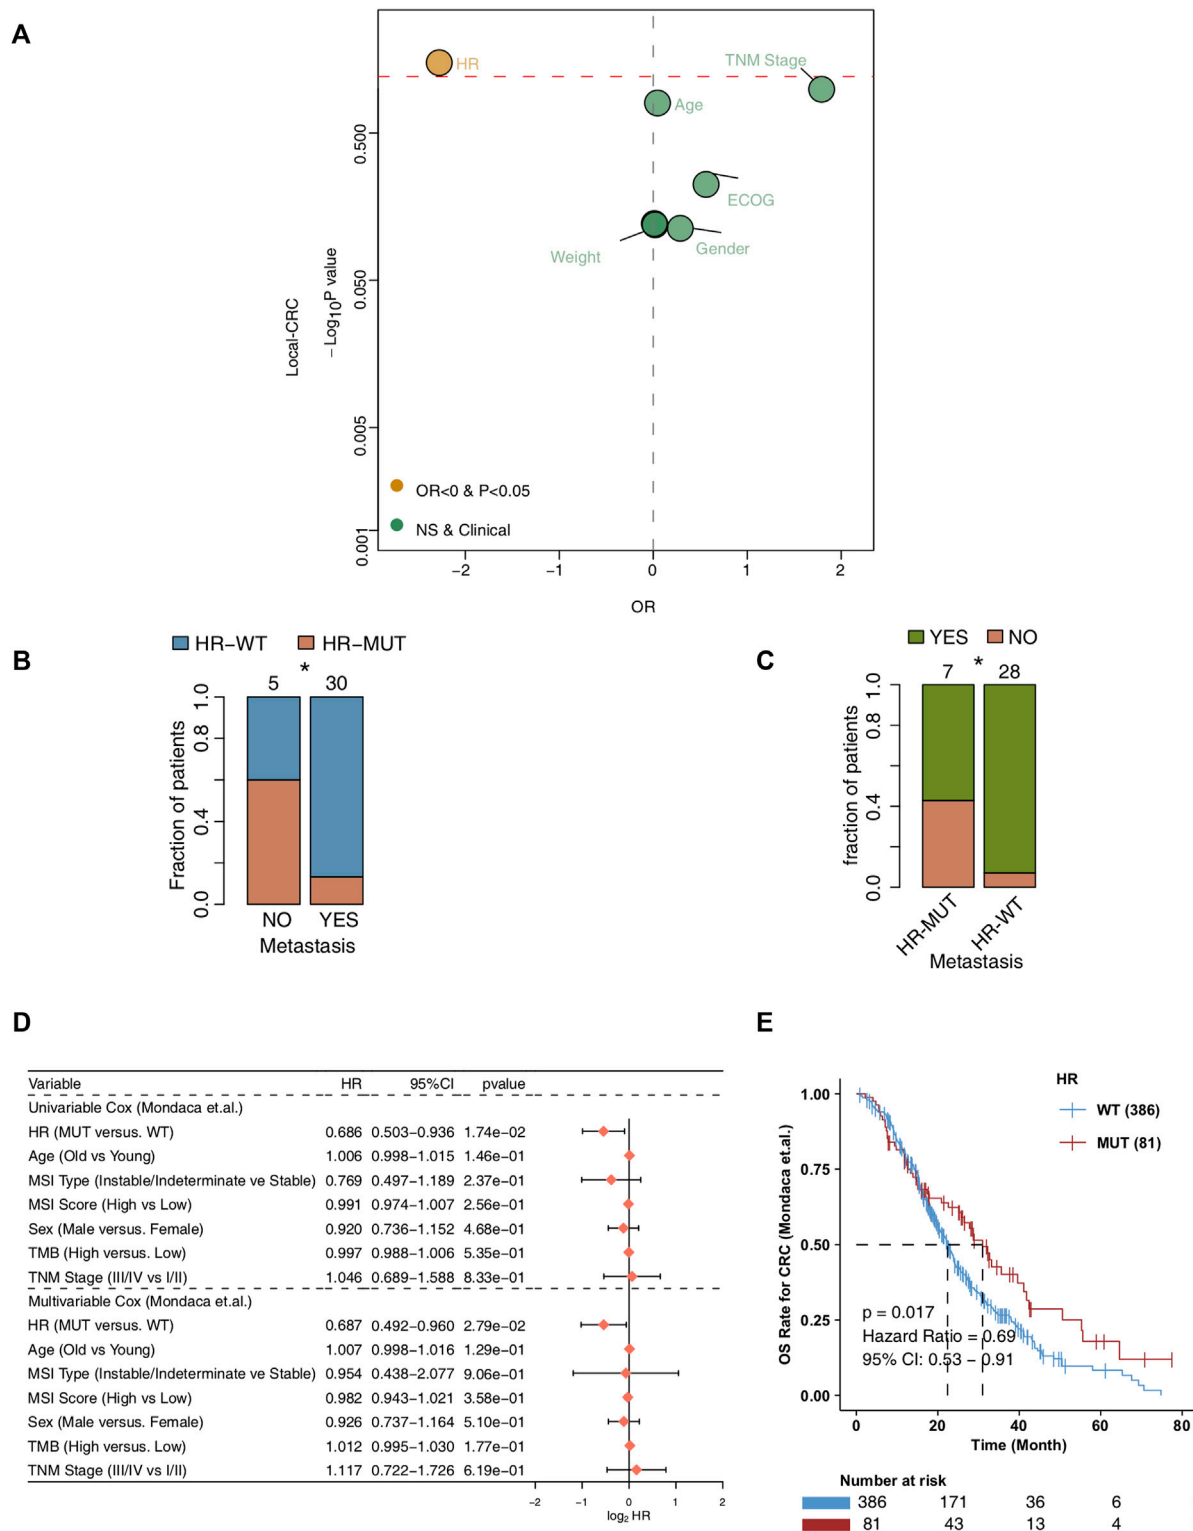 A
HR
TNM Stage
Age
ECOG
Weight
Gender
Local-CRC
−Log10P value
0.500
0.050
0.005
0.001
OR<0 & P<0.05
NS & Clinical
−2 −1 0 1 2
OR
B
HR−WT HR−MUT
*
5 30
Fraction of patients
1.0
0.8
0.4
0.0
NO YES
Metastasis
C
YES NO
*
7 28
fraction of patients
1.0
0.8
0.4
0.0
HR-MUT HR-WT
Metastasis
D
Variable HR 95%CI pvalue
Univariable Cox (Mondaca et.al.)
HR (MUT versus. WT) 0.686 0.503−0.936 1.74e−02
Age (Old vs Young) 1.006 0.998−1.015 1.46e−01
MSI Type (Instable/Indeterminate ve Stable) 0.769 0.497−1.189 2.37e−01
MSI Score (High vs Low) 0.991 0.974−1.007 2.56e−01
Sex (Male versus. Female) 0.920 0.736−1.152 4.68e−01
TMB (High versus. Low) 0.997 0.988−1.006 5.35e−01
TNM Stage (III/IV vs I/II) 1.046 0.689−1.588 8.33e−01
Multivariable Cox (Mondaca et.al.)
HR (MUT versus. WT) 0.687 0.492−0.960 2.79e−02
Age (Old vs Young) 1.007 0.998−1.016 1.29e−01
MSI Type (Instable/Indeterminate ve Stable) 0.954 0.438−2.077 9.06e−01
MSI Score (High vs Low) 0.982 0.943−1.021 3.58e−01
Sex (Male versus. Female) 0.926 0.737−1.164 5.10e−01
TMB (High versus. Low) 1.012 0.995−1.030 1.77e−01
TNM Stage (III/IV vs I/II) 1.117 0.722−1.726 6.19e−01
−2 −1 0 1 2
log2 HR
E
HR
WT (386)
MUT (81)
OS Rate for CRC (Mondaca et.al.)
1.00
0.75
0.50
0.25
0.00
p = 0.017
Hazard Ratio = 0.69
95% CI: 0.53 − 0.91
0 20 40 60 80
Time (Month)
Number at risk
386 171 36 6
81 43 13 4